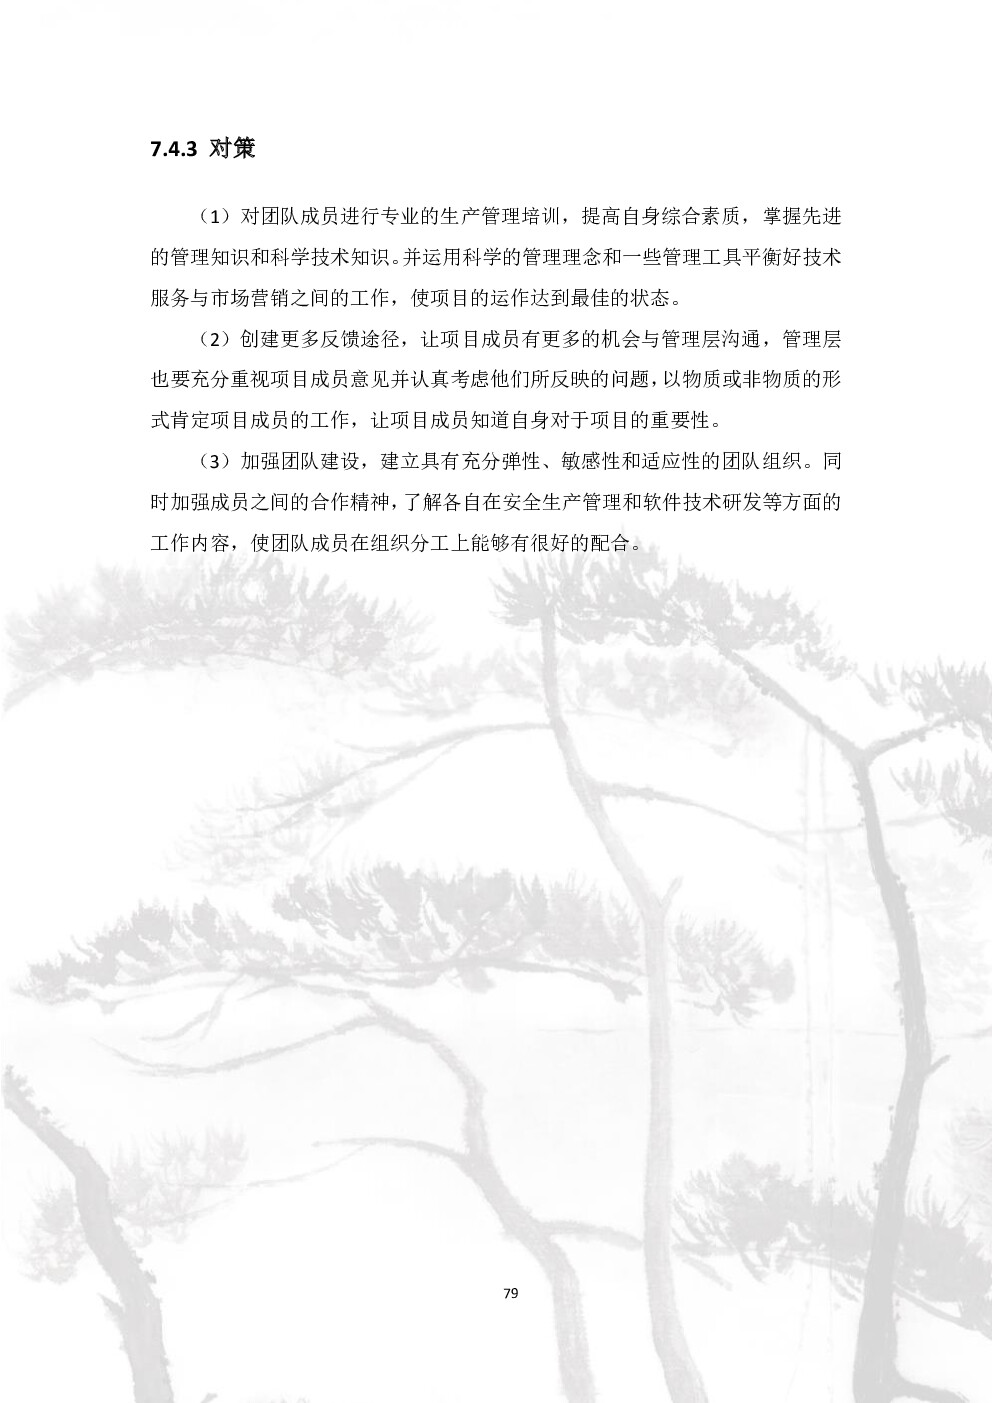 7.4.3 对策
（1）对团队成员进行专业的生产管理培训，提高自身综合素质，掌握先进
的管理知识和科学技术知识。并运用科学的管理理念和一些管理工具平衡好技术
服务与市场营销之间的工作，使项目的运作达到最佳的状态。
（2）创建更多反馈途径，让项目成员有更多的机会与管理层沟通，管理层
也要充分重视项目成员意见并认真考虑他们所反映的问题，以物质或非物质的形
式肯定项目成员的工作，让项目成员知道自身对于项目的重要性。
（3）加强团队建设，建立具有充分弹性、敏感性和适应性的团队组织。同
时加强成员之间的合作精神，了解各自在安全生产管理和软件技术研发等方面的
工作内容，使团队成员在组织分工上能够有很好的配合。
79